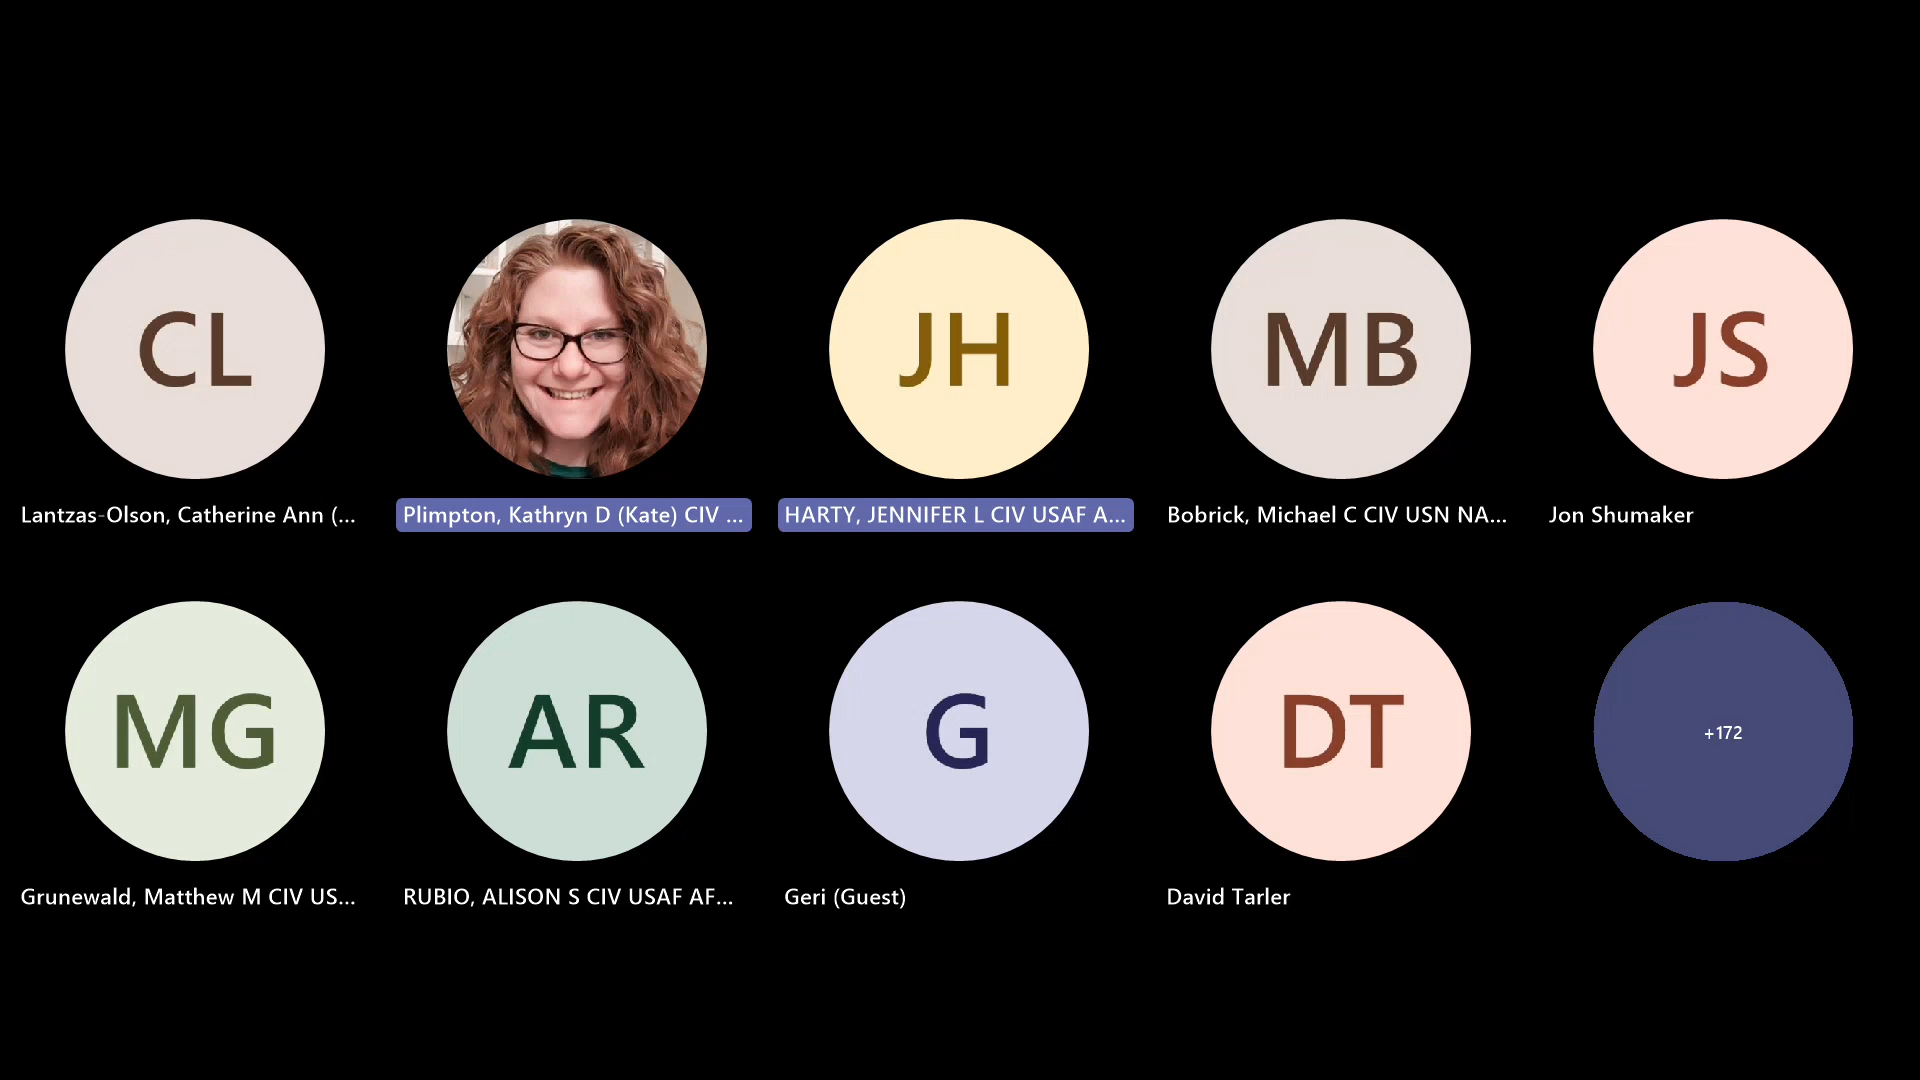 CL
JH
MB
JS
Lantzas-Olson, Catherine Ann (...
Plimpton, Kathryn D (Kate) CIV ...
HARTY, JENNIFER L CIV USAF A...
Bobrick, Michael C CIV USN NA...
Jon Shumaker
MG
AR
G
DT
+172
Grunewald, Matthew M CIV US...
RUBIO, ALISON S CIV USAF AF...
Geri (Guest)
David Tarler